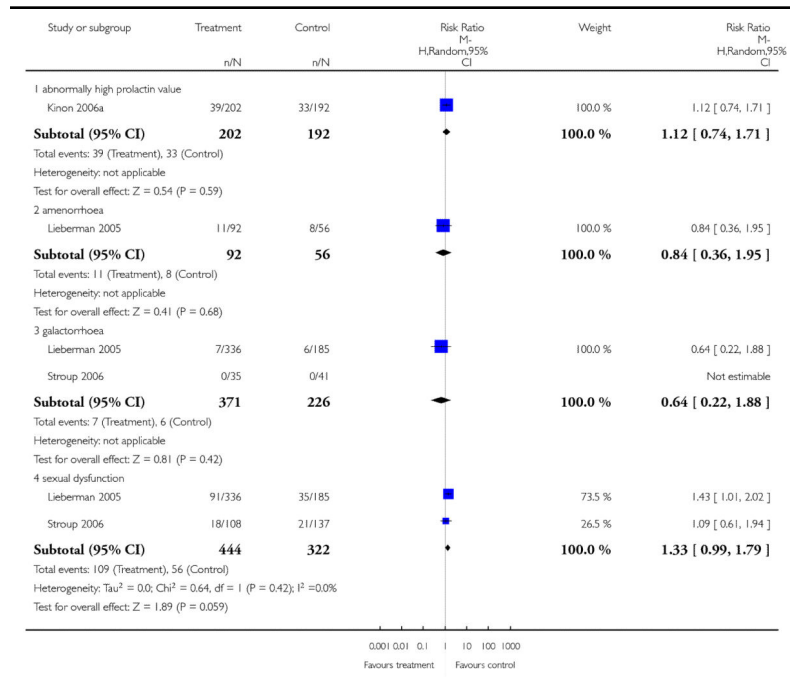 Study or subgroup Treatment Control Risk Ratio Weight Risk Ratio
M- M-
H,Random,95% H,Random,95%
n/N n/N CI CI
1 abnormally high prolactin value
Kinon 2006a 39/202 33/192 100.0 % 1.12 [ 0.74, 1.71 ]
Subtotal (95% CI) 202 192 100.0 % 1.12 [ 0.74, 1.71 ]
Total events: 39 (Treatment), 33 (Control)
Heterogeneity: not applicable
Test for overall effect: Z = 0.54 (P = 0.59)
2 amenorrhoea
Lieberman 2005 11/92 8/56 100.0 % 0.84 [ 0.36, 1.95 ]
Subtotal (95% CI) 92 56 100.0 % 0.84 [ 0.36, 1.95 ]
Total events: 11 (Treatment), 8 (Control)
Heterogeneity: not applicable
Test for overall effect: Z = 0.41 (P = 0.68)
3 galactorrhoea
Lieberman 2005 7/336 6/185 100.0 % 0.64 [ 0.22, 1.88 ]
Stroup 2006 0/35 0/41 Not estimable
Subtotal (95% CI) 371 226 100.0 % 0.64 [ 0.22, 1.88 ]
Total events: 7 (Treatment), 6 (Control)
Heterogeneity: not applicable
Test for overall effect: Z = 0.81 (P = 0.42)
4 sexual dysfunction
Lieberman 2005 91/336 35/185 73.5 % 1.43 [ 1.01, 2.02 ]
Stroup 2006 18/108 21/137 26.5 % 1.09 [ 0.61, 1.94 ]
Subtotal (95% CI) 444 322 100.0 % 1.33 [ 0.99, 1.79 ]
Total events: 109 (Treatment), 56 (Control)
Heterogeneity: Tau² = 0.0; Chi² = 0.64, df = 1 (P = 0.42); I² =0.0%
Test for overall effect: Z = 1.89 (P = 0.059)
0.001 0.01 0.1 1 10 100 1000
Favours treatment Favours control